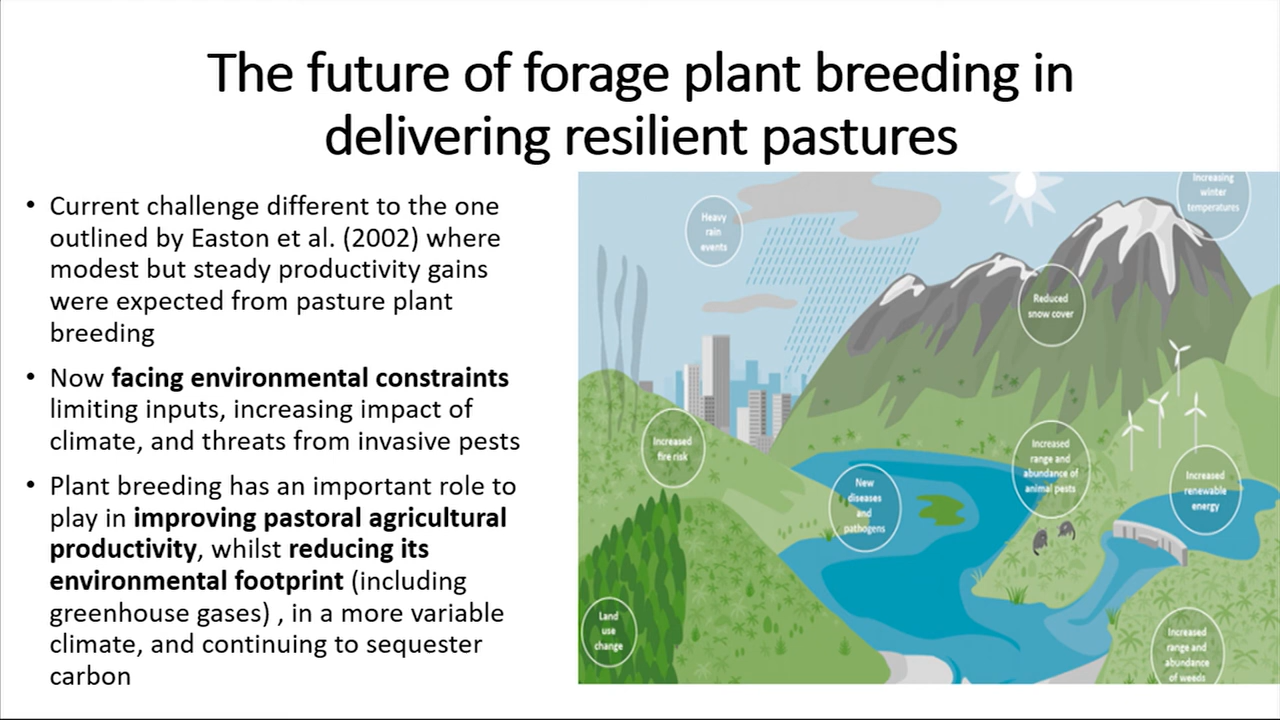 The future of forage plant breeding in
delivering resilient pastures
• Current challenge different to the one
outlined by Easton et al. (2002) where
modest but steady productivity gains
were expected from pasture plant
breeding
• Now facing environmental constraints
limiting inputs, increasing impact of
climate, and threats from invasive pests
• Plant breeding has an important role to
play in improving pastoral agricultural
productivity, whilst reducing its
environmental footprint (including
greenhouse gases) , in a more variable
climate, and continuing to sequester
carbon
Heavy
rain
events
Increasing
winter
temperatures
Reduced
snow cover
Increased
fire risk
New
diseases
and
pathogens
Increased
range and
abundance of
animal pests
Increased
renewable
energy
Land
use
change
Increased
range and
abundance
of weeds